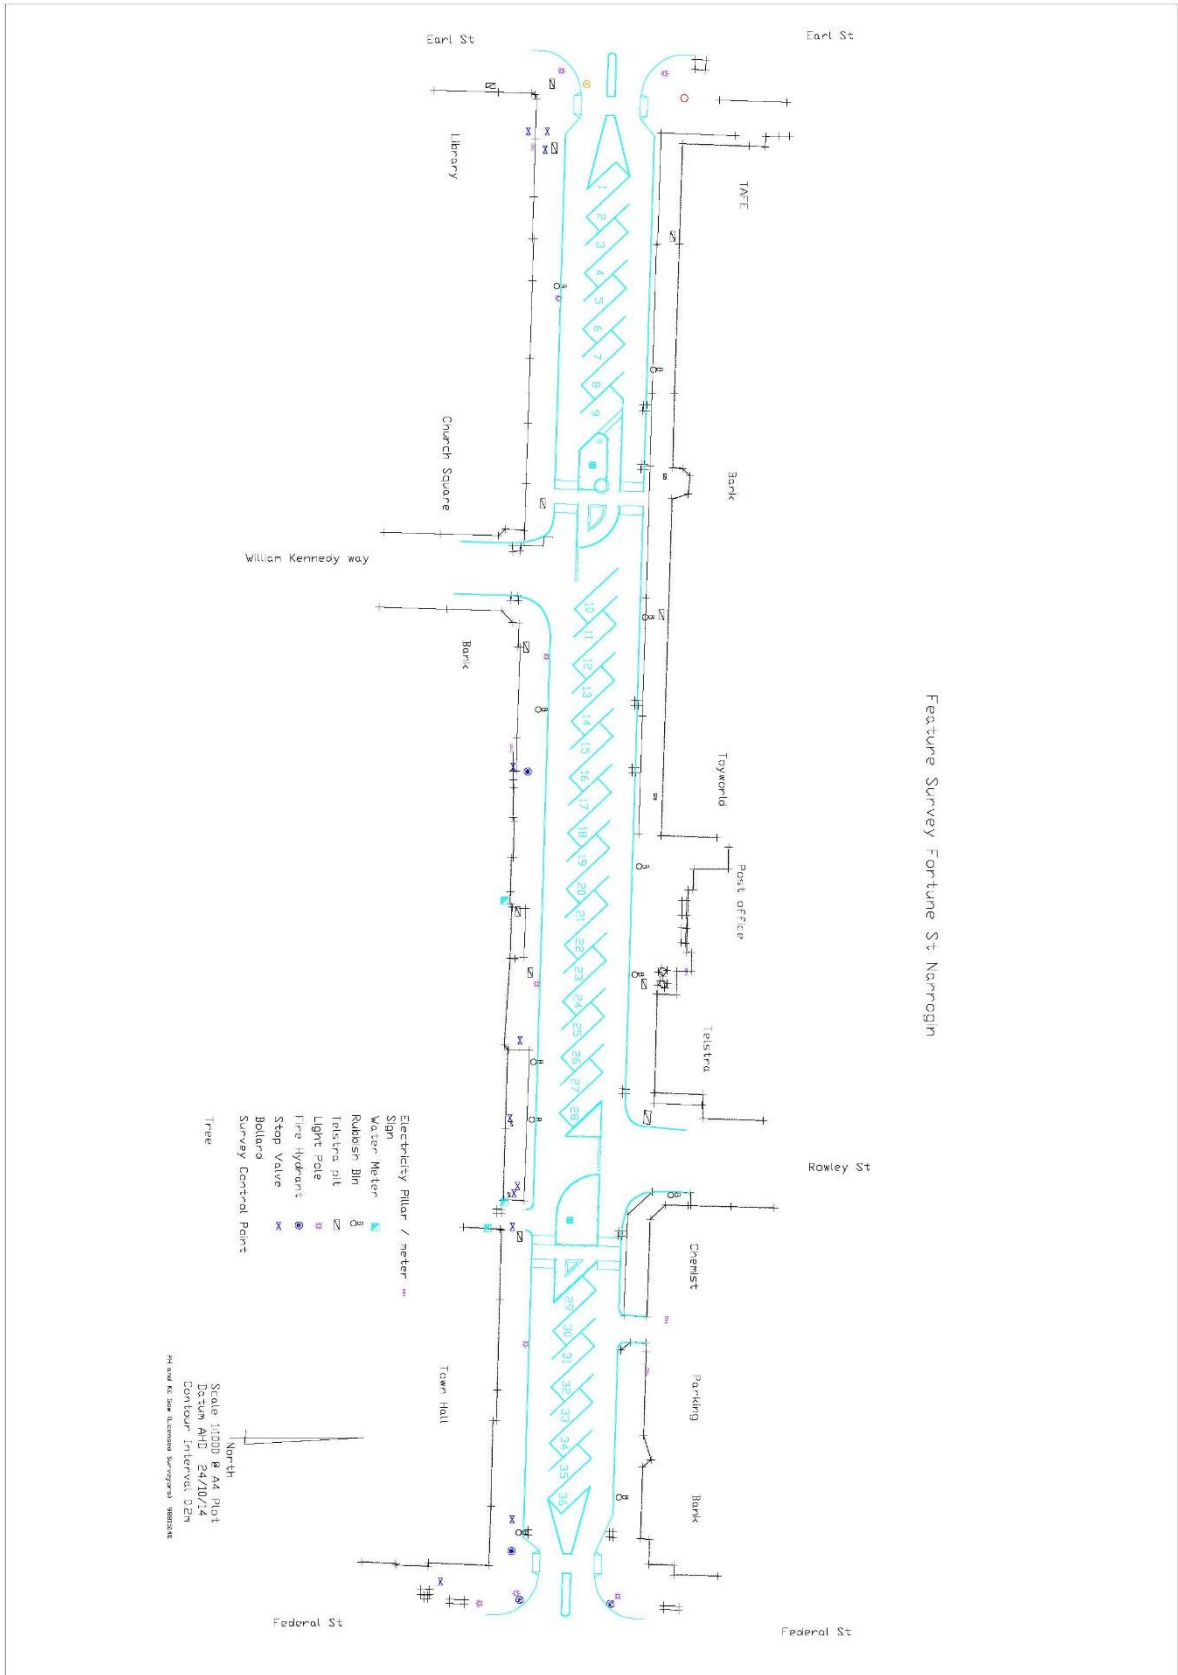 Earl St
Earl St
Library
TAFE
1
2
3
4
5
6
7
8
9
Church Square
Bank
William Kennedy way
Bank
10
11
12
13
14
15
16
17
18
19
20
21
22
23
24
25
26
27
28
Toyworld
Post office
Telstra
Feature Survey Fortune St Narrogin
Rowley St
Electricity Pillar / meter
Sign
Water Meter
Rubbish Bin
Telstra pit
Light Pole
Fire Hydrant
Stop Valve
Bollard
Survey Control Point
Tree
Chemist
29
30
31
32
33
34
35
36
Town Hall
Parking
Bank
North
Scale 1:1000 @ A4 Plot
Datum AHD 24/10/14
Contour Interval 0.2m
Federal St
Federal St